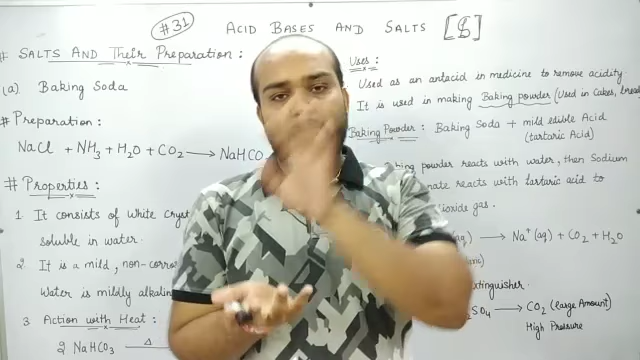 #31
ACID BASES AND SALTS [8]
# SALTS AND Their Preparation :
(a) Baking Soda
# Preparation :
NaCl + NH₃ + H₂O + CO₂ → NaHCO
# Properties :
1. It consists of white cryst
soluble in water.
2. It is a mild, non-corro
Water is mildly alkalin
3 Action with Heat :
2 NaHCO₃ Δ
Uses :
Used as an antacid in medicine to remove acidity.
It is used in making Baking powder (Used in Cakes, bread
Baking Powder : Baking Soda + mild edible Acid
(tartaric Acid)
king powder reacts with water, then Sodium
nate reacts with tartaric acid to
dioxide gas.
(aq) → Na⁺(aq) + CO₂ + H₂O
xtinguisher
₂SO₄ → CO₂ (large Amount)
High Pressure